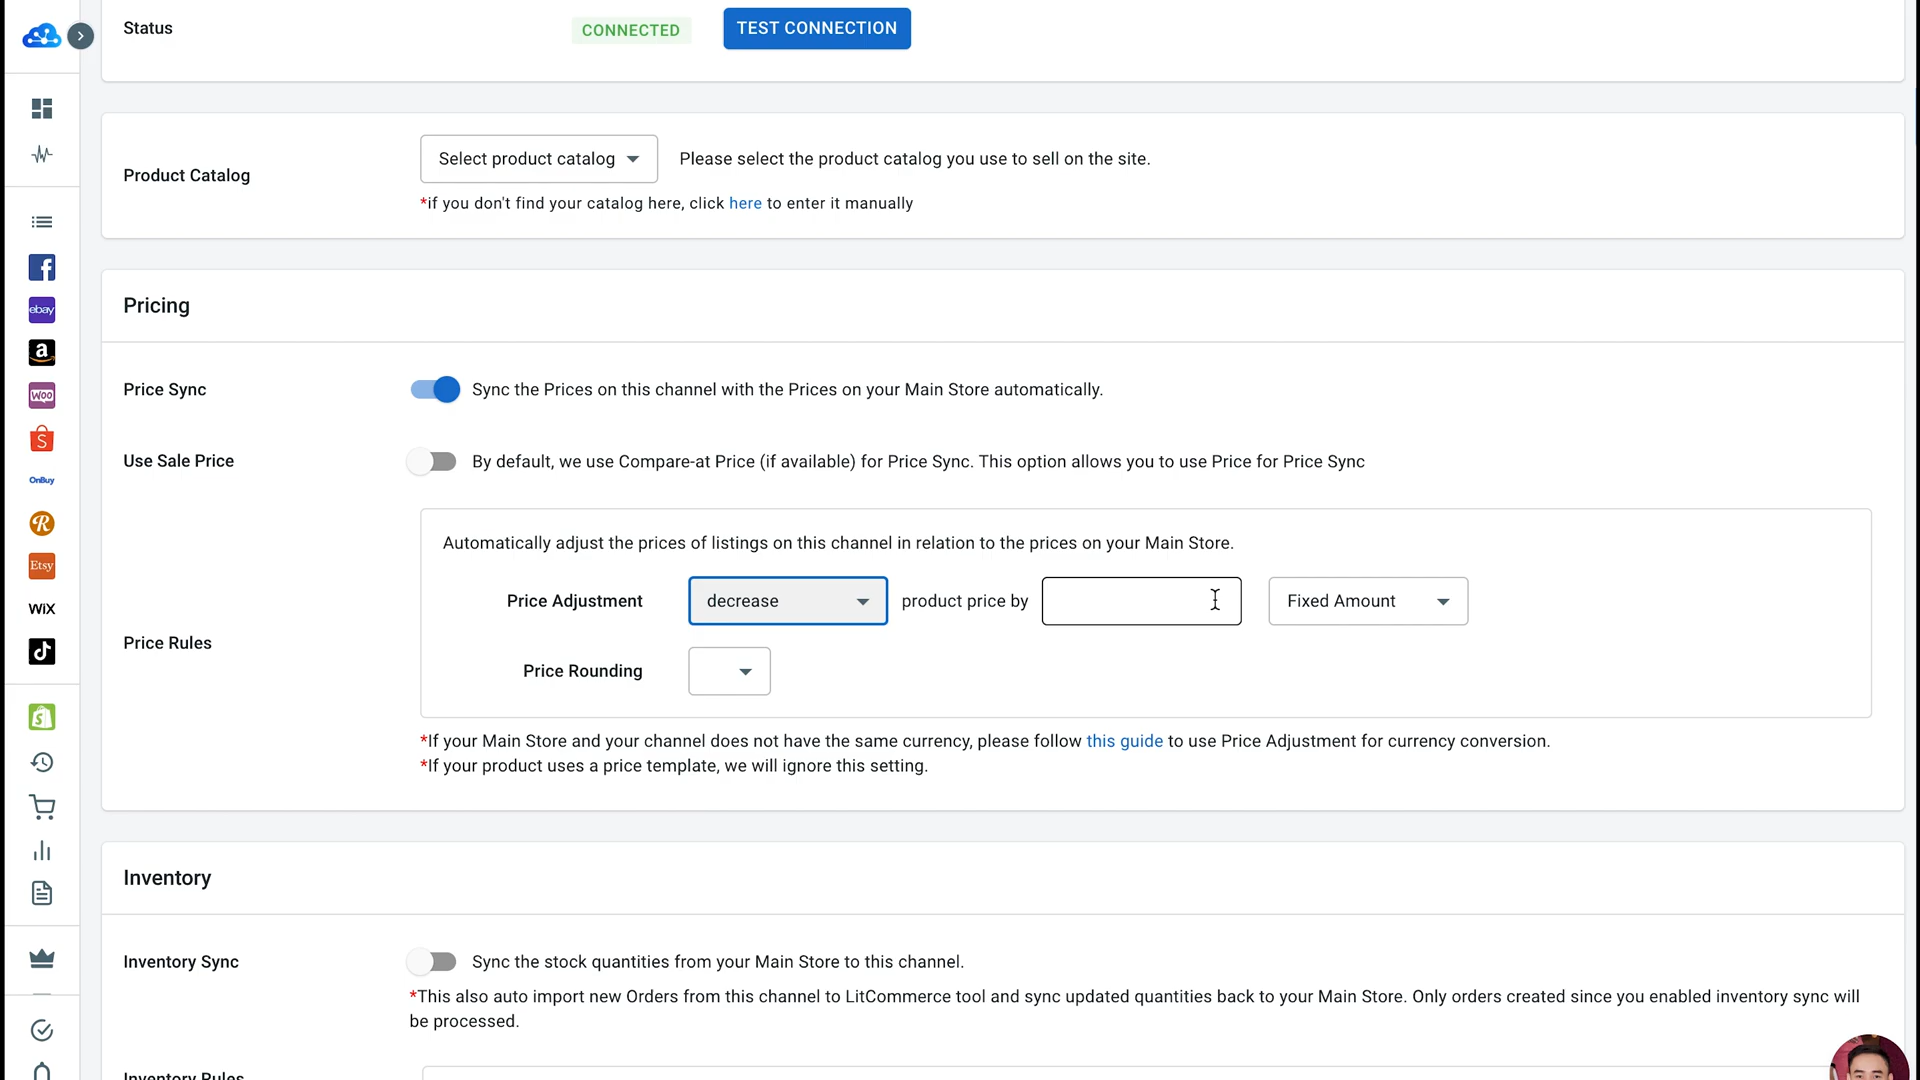 Status
CONNECTED
TEST CONNECTION
Product Catalog
Select product catalog
Please select the product catalog you use to sell on the site.
*if you don't find your catalog here, click here to enter it manually
Pricing
Price Sync
Sync the Prices on this channel with the Prices on your Main Store automatically.
Use Sale Price
By default, we use Compare-at Price (if available) for Price Sync. This option allows you to use Price for Price Sync
Price Rules
Automatically adjust the prices of listings on this channel in relation to the prices on your Main Store.
Price Adjustment
decrease
product price by
Fixed Amount
Price Rounding
*If your Main Store and your channel does not have the same currency, please follow this guide to use Price Adjustment for currency conversion.
*If your product uses a price template, we will ignore this setting.
Inventory
Inventory Sync
Sync the stock quantities from your Main Store to this channel.
*This also auto import new Orders from this channel to LitCommerce tool and sync updated quantities back to your Main Store. Only orders created since you enabled inventory sync will
be processed.
Inventory Rules
ebay
a
WOO
S
OnBuy
R
Etsy
WIX
S